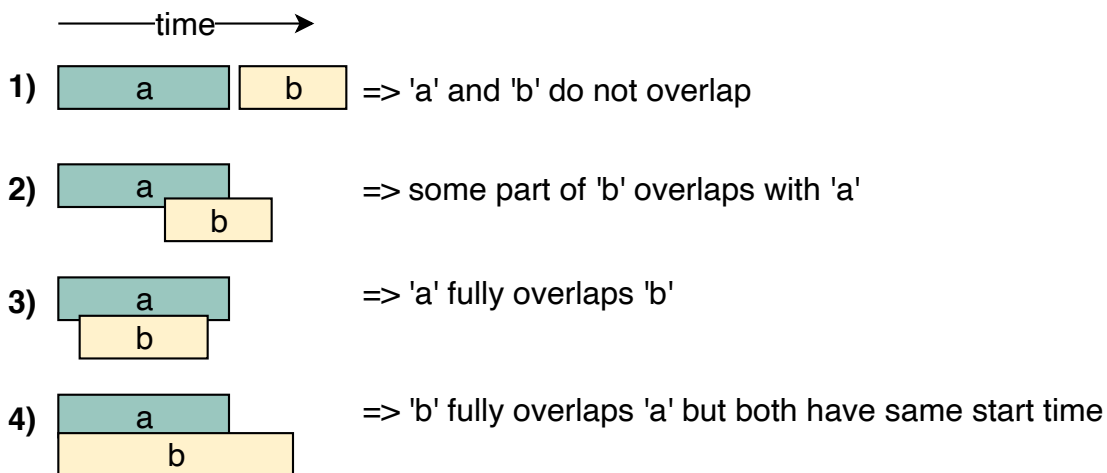 time
1) a b => 'a' and 'b' do not overlap
2) a => some part of 'b' overlaps with 'a'
b
3) a => 'a' fully overlaps 'b'
b
4) a => 'b' fully overlaps 'a' but both have same start time
b